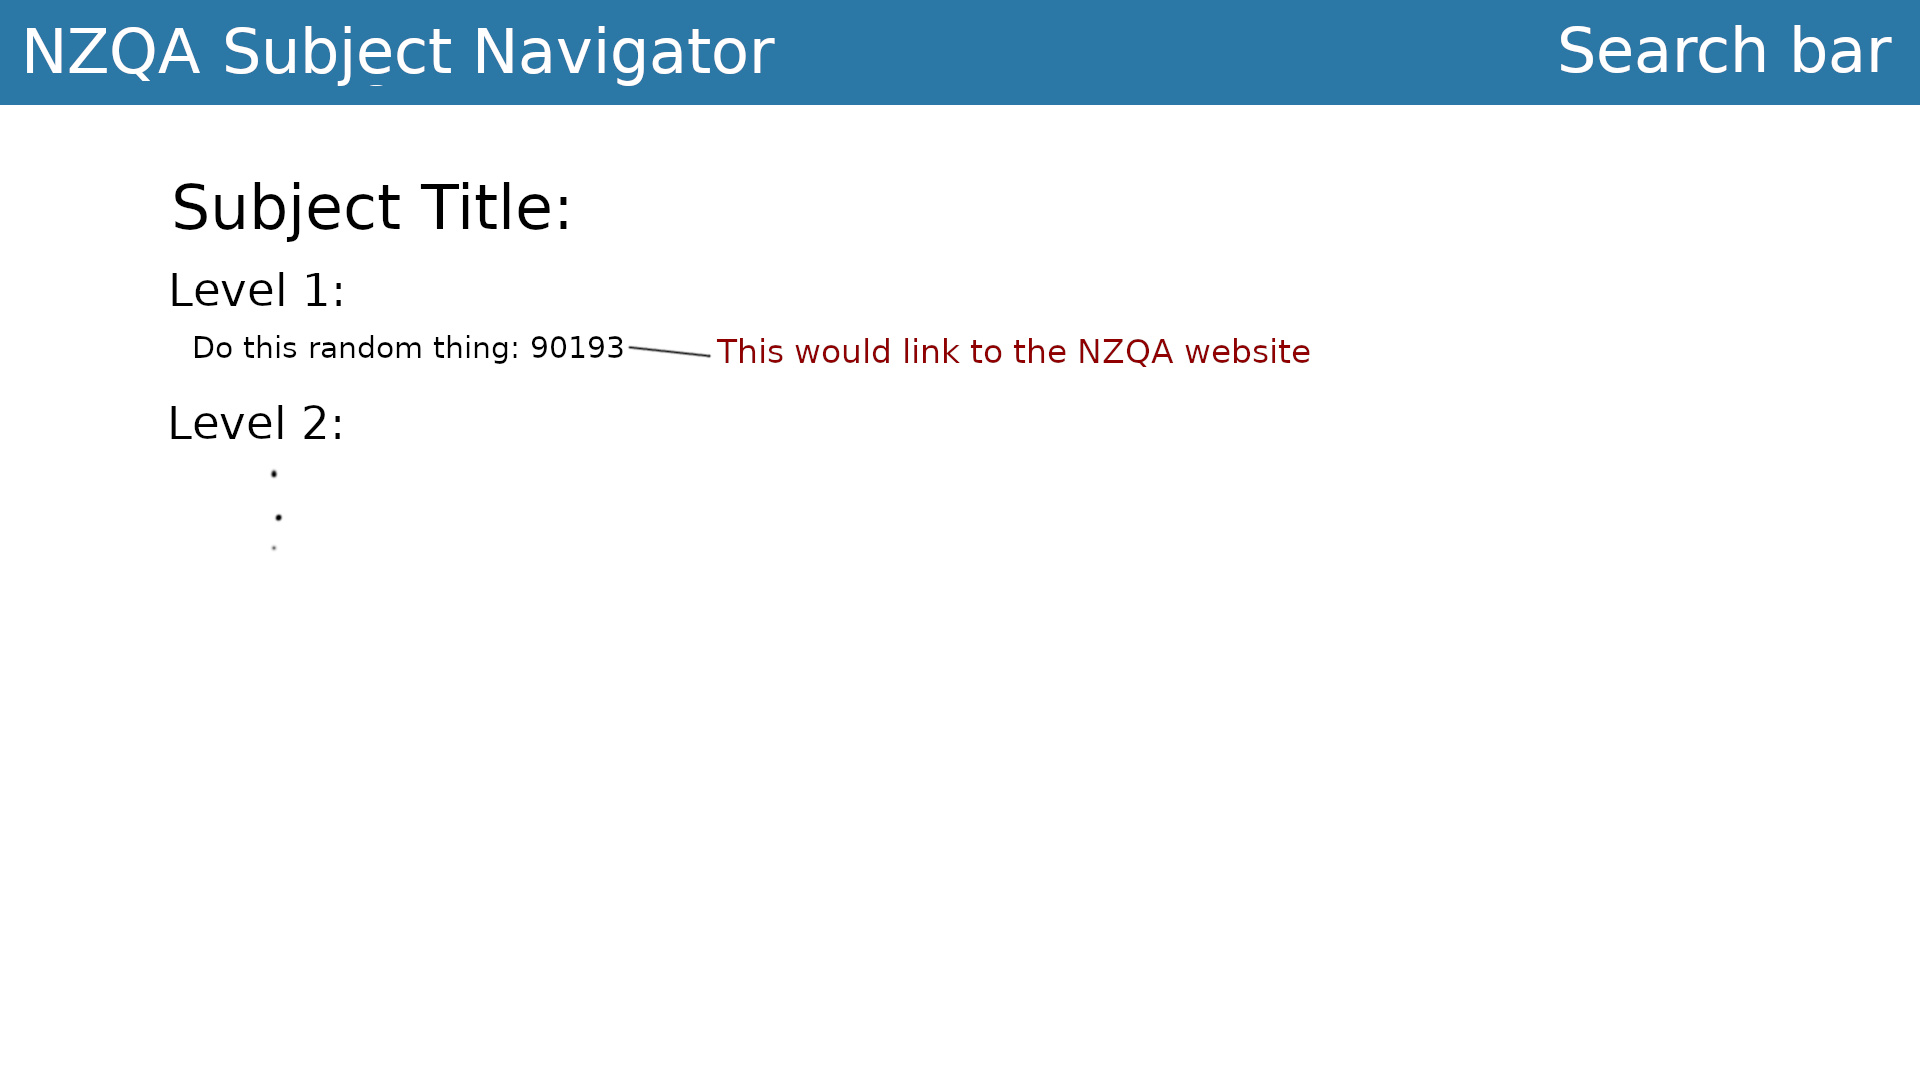 NZQA Subject Navigator
Search bar
Subject Title:
Level 1:
Do this random thing: 90193
This would link to the NZQA website
Level 2: